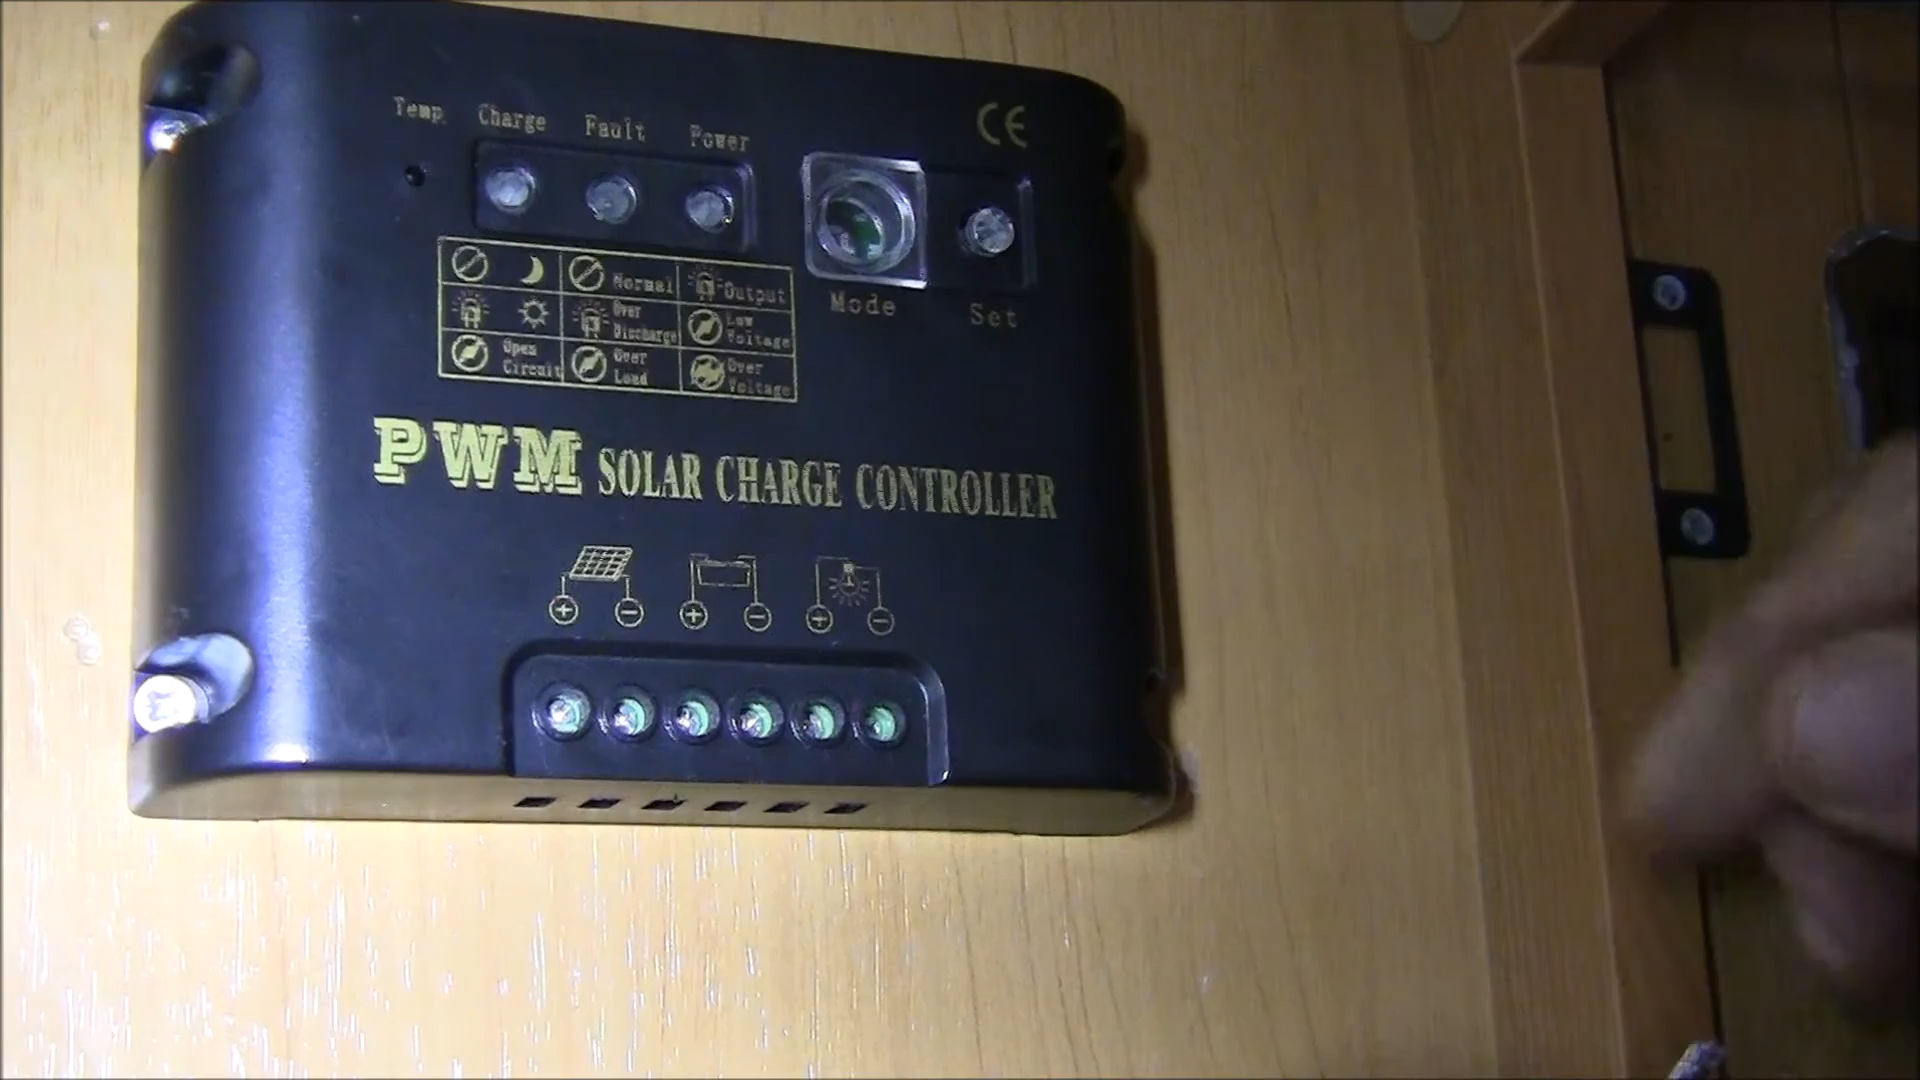 Temp. Charge Fault Power
CE
Mode
Set
Normal
Output
Over
Discharge
Low
Voltage
Open
Circuit
Over
Load
Over
Voltage
PWM SOLAR CHARGE CONTROLLER
+ − + − + −